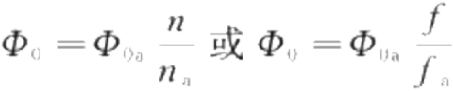 Φ₀ = Φ₀ₐ n/nₐ 或 Φ₀ = Φ₀ₐ f/fₐ